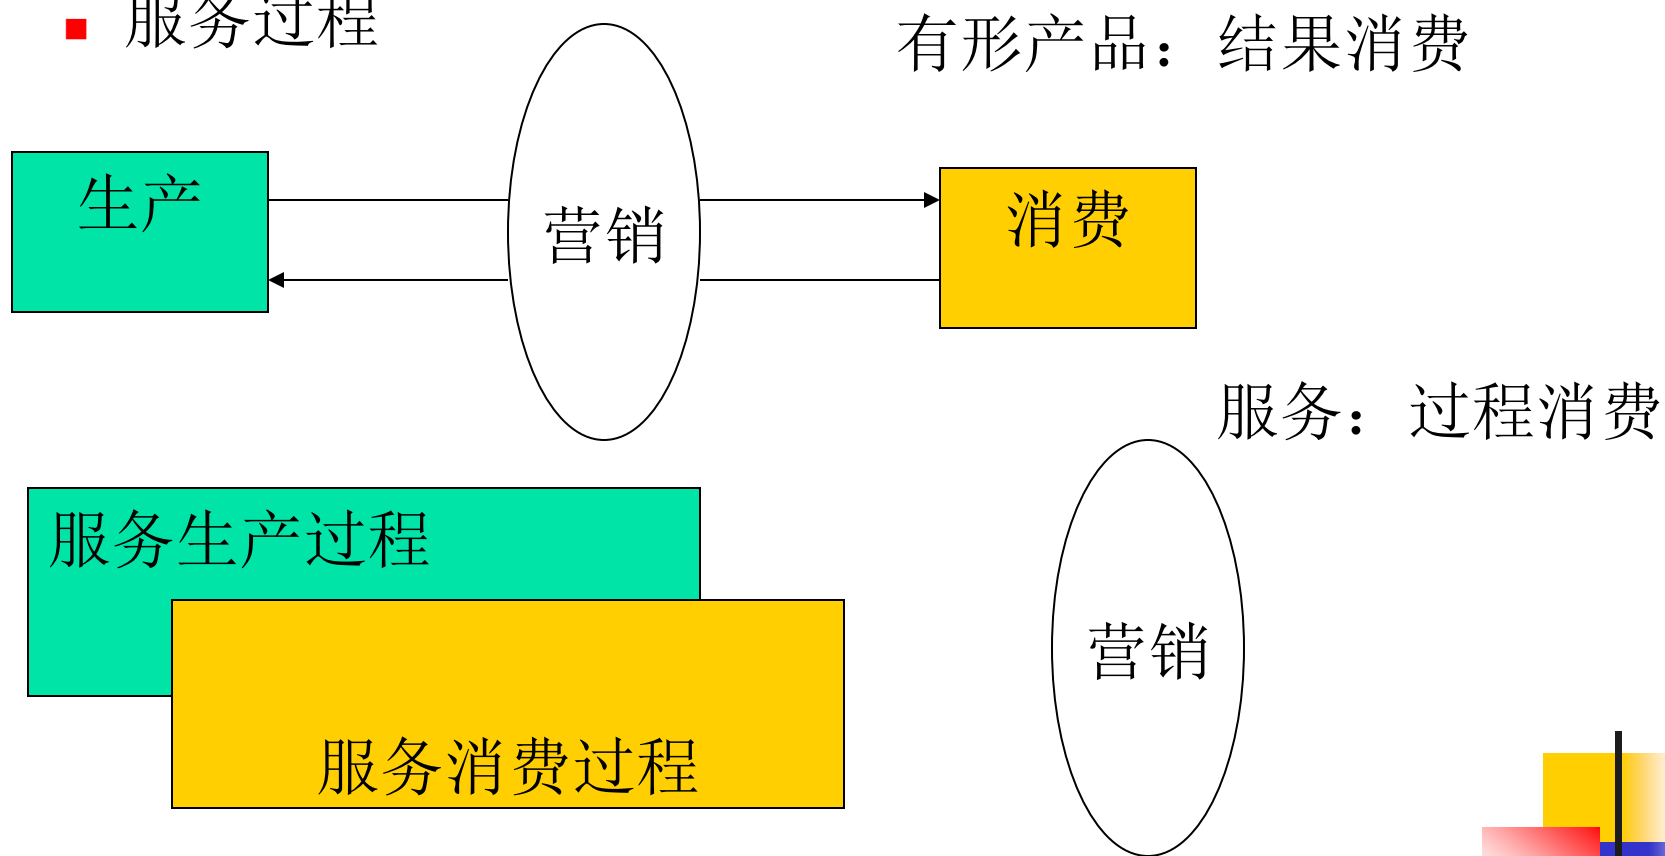 服务过程
有形产品：结果消费
生产
营销
消费
服务：过程消费
服务生产过程
营销
服务消费过程